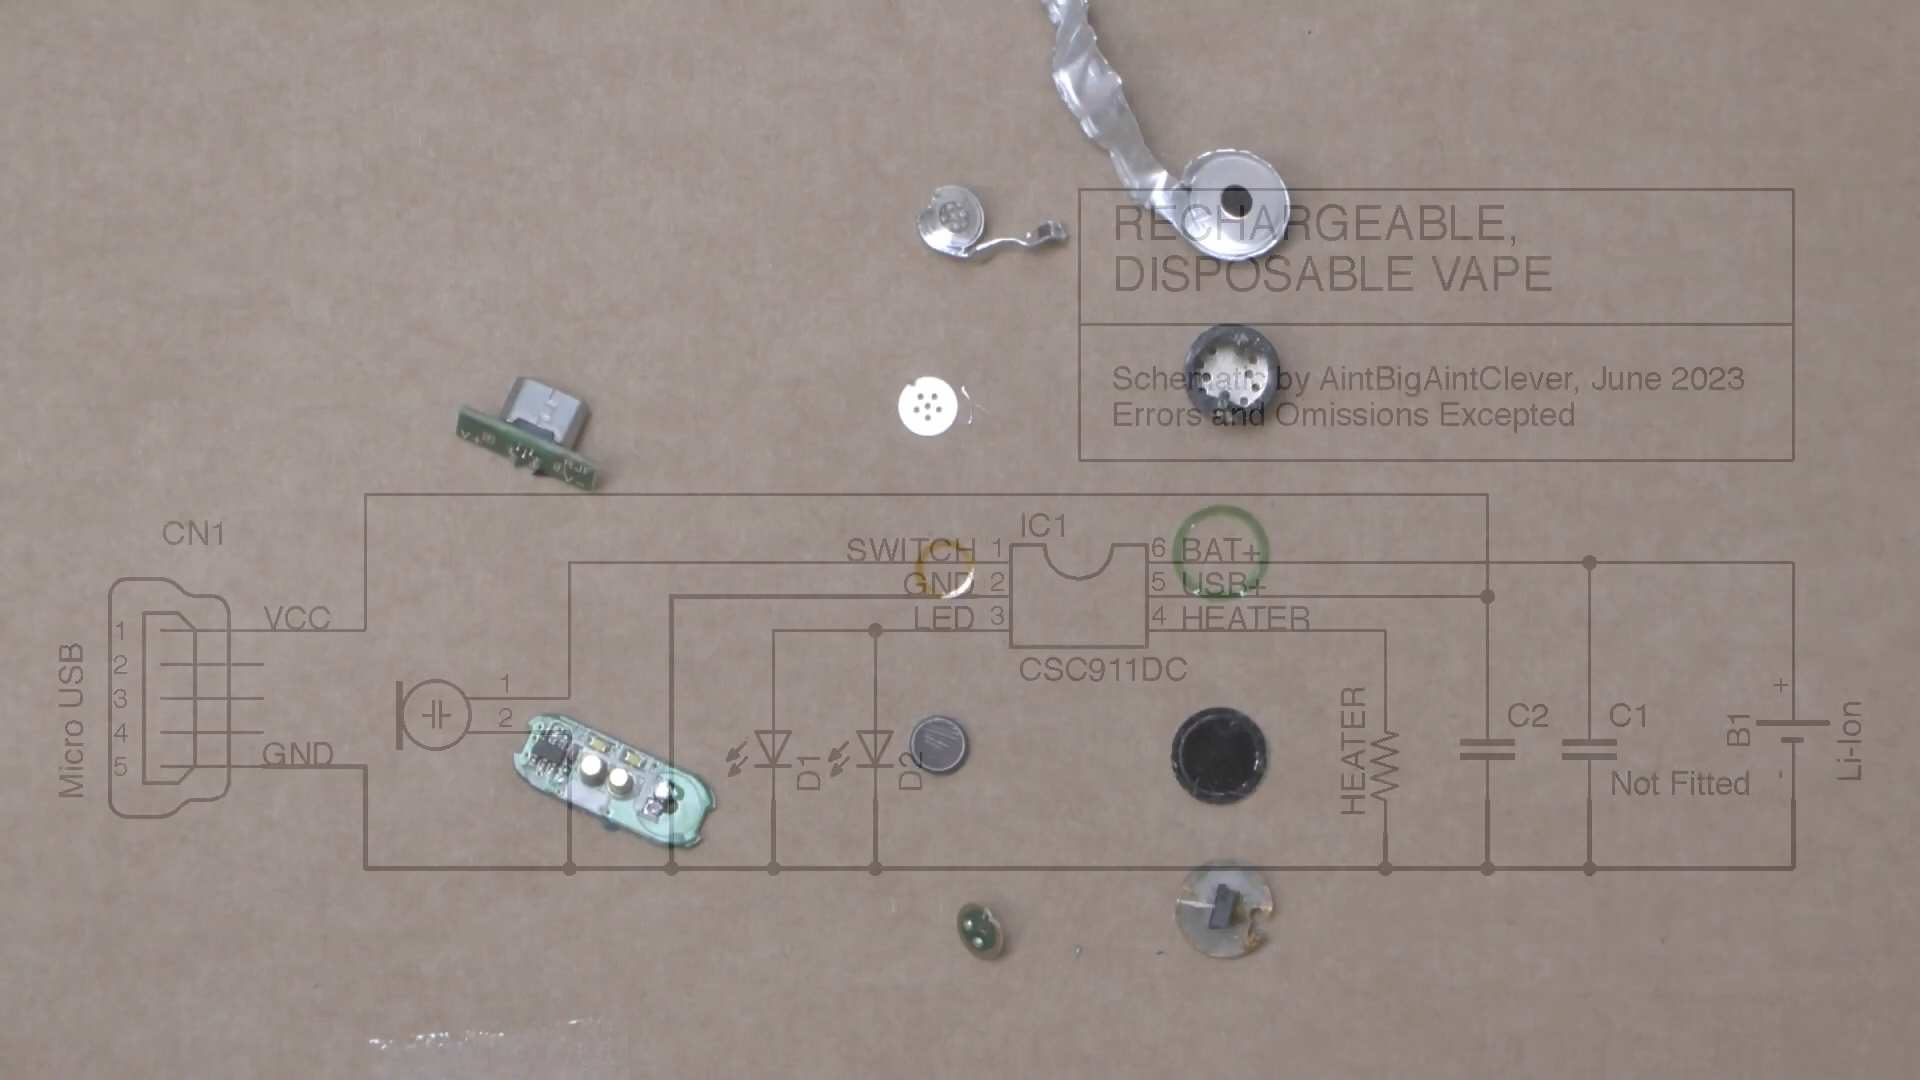 RECHARGEABLE,
DISPOSABLE VAPE
Schematic by AintBigAintClever, June 2023
Errors and Omissions Excepted
CN1
Micro USB
1
2
3
4
5
VCC
GND
1
2
IC1
SWITCH 1
GND 2
LED 3
6 BAT+
5 USB+
4 HEATER
CSC911DC
D1
D2
HEATER
C2
C1
Not Fitted
B1
+
-
Li-Ion